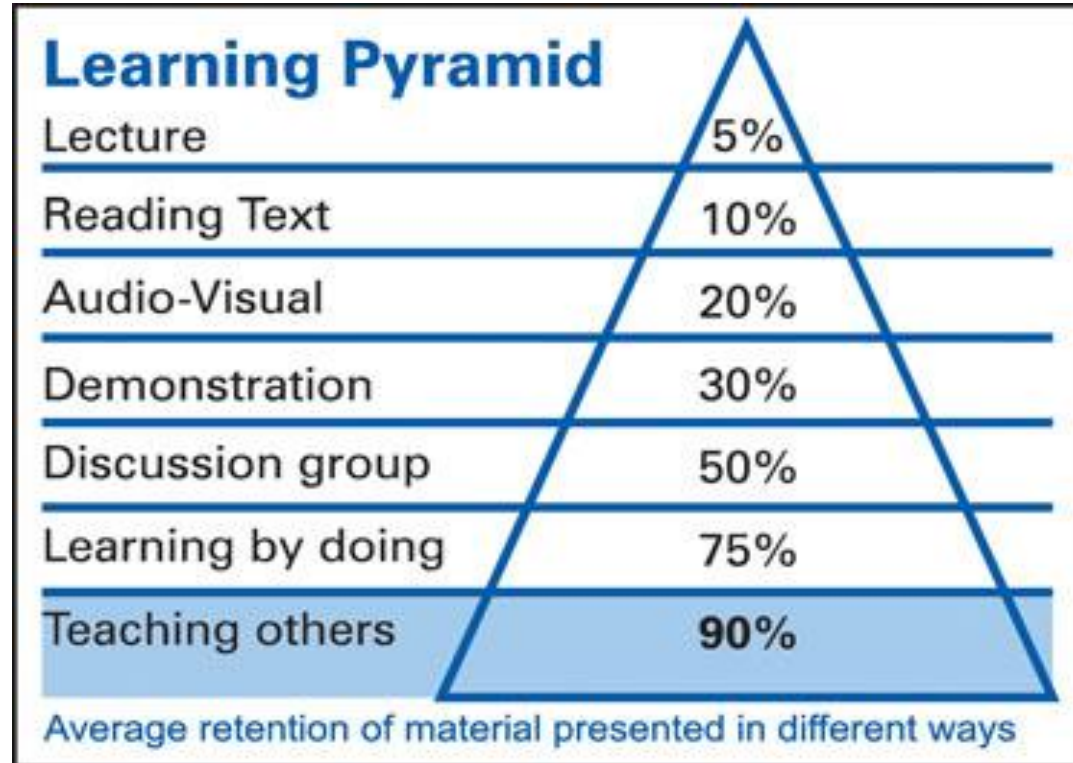 Learning Pyramid
Lecture 5%
Reading Text 10%
Audio-Visual 20%
Demonstration 30%
Discussion group 50%
Learning by doing 75%
Teaching others 90%
Average retention of material presented in different ways